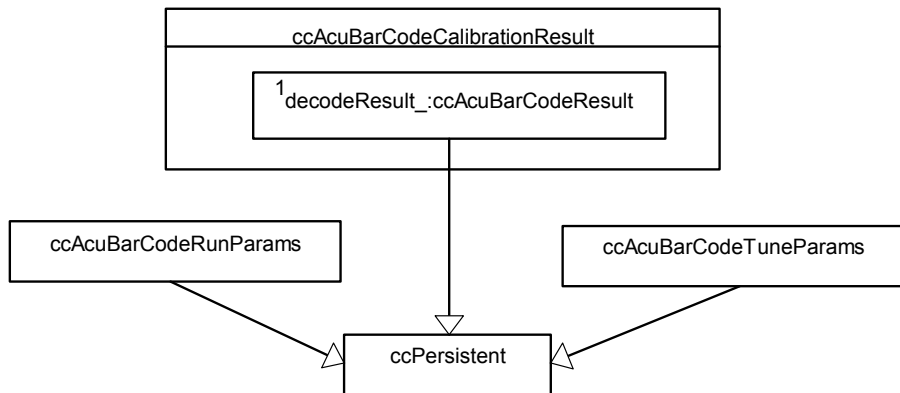 ccAcuBarCodeCalibrationResult
1decodeResult_:ccAcuBarCodeResult
ccAcuBarCodeRunParams
ccAcuBarCodeTuneParams
ccPersistent